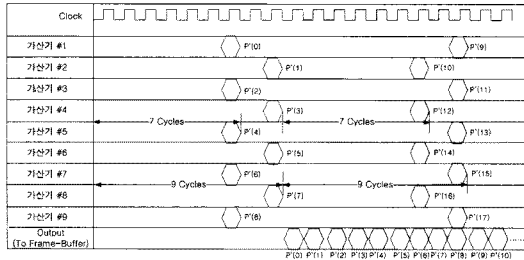 Clock
가산기 #1 P'(0) P'(9)
가산기 #2 P'(1) P'(10)
가산기 #3 P'(2) P'(11)
가산기 #4 P'(3) P'(12)
7 Cycles 7 Cycles
가산기 #5 P'(4) P'(13)
가산기 #6 P'(5) P'(14)
가산기 #7 P'(6) P'(15)
9 Cycles 9 Cycles
가산기 #8 P'(7) P'(16)
가산기 #9 P'(8) P'(17)
Output
(To Frame-Buffer)
P'(0) P'(1) P'(2) P'(3) P'(4) P'(5) P'(6) P'(7) P'(8) P'(9) P'(10)